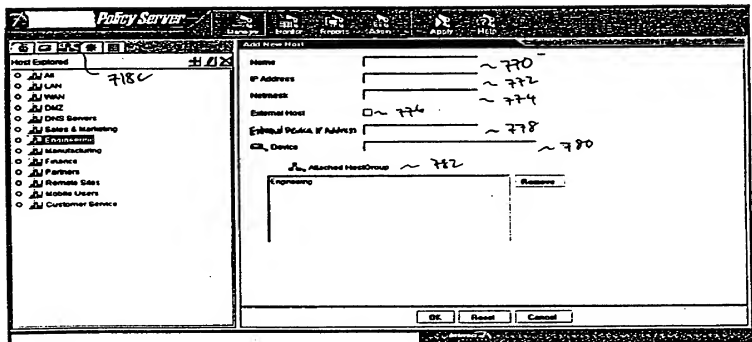 Policy Server
Manager Monitor Reports Admin Apply Help
Add New Host
Host Explored
718c
All
LAN
WAN
DMZ
DNS Servers
Sales & Marketing
Engineering
Manufacturing
Finance
Partners
Remote Sites
Mobile Users
Customer Service
Name ~ 770
IP Address ~ 772
Netmask ~ 774
External Host ~ 776
External Device IP Address ~ 778
Device ~ 780
Attached HostGroup ~ 782
Engineering
Remove
OK Reset Cancel